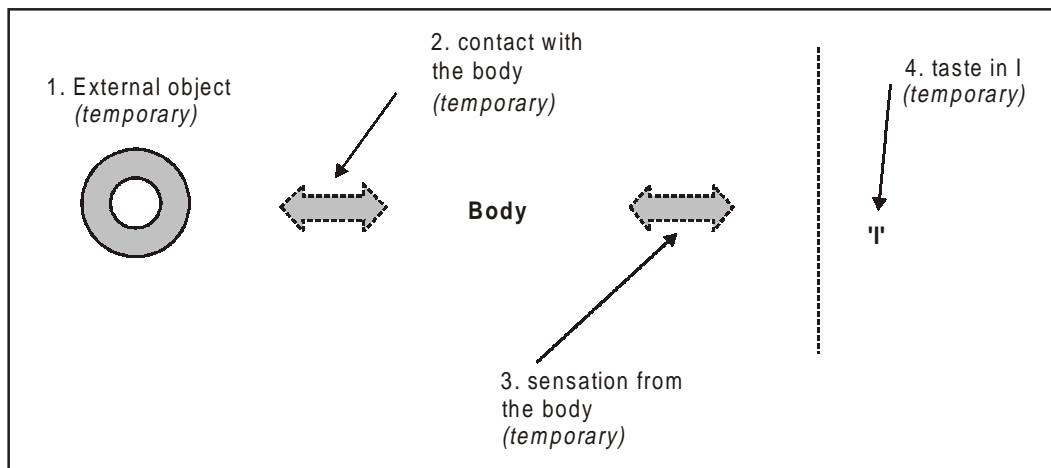 1. External object
(temporary)
2. contact with
the body
(temporary)
Body
3. sensation from
the body
(temporary)
4. taste in I
(temporary)
'I'